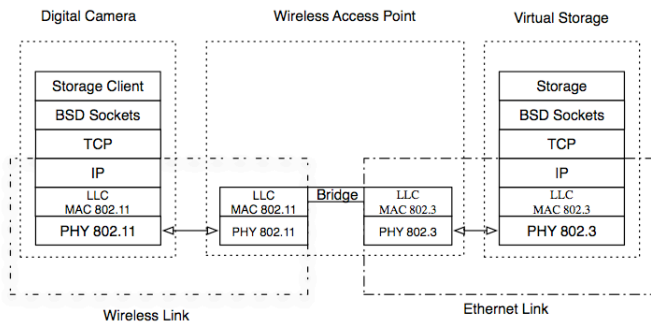 Digital Camera
Wireless Access Point
Virtual Storage
Storage Client
BSD Sockets
TCP
IP
LLC
MAC 802.11
PHY 802.11
LLC
MAC 802.11
PHY 802.11
Bridge
LLC
MAC 802.3
PHY 802.3
Storage
BSD Sockets
TCP
IP
LLC
MAC 802.3
PHY 802.3
Wireless Link
Ethernet Link